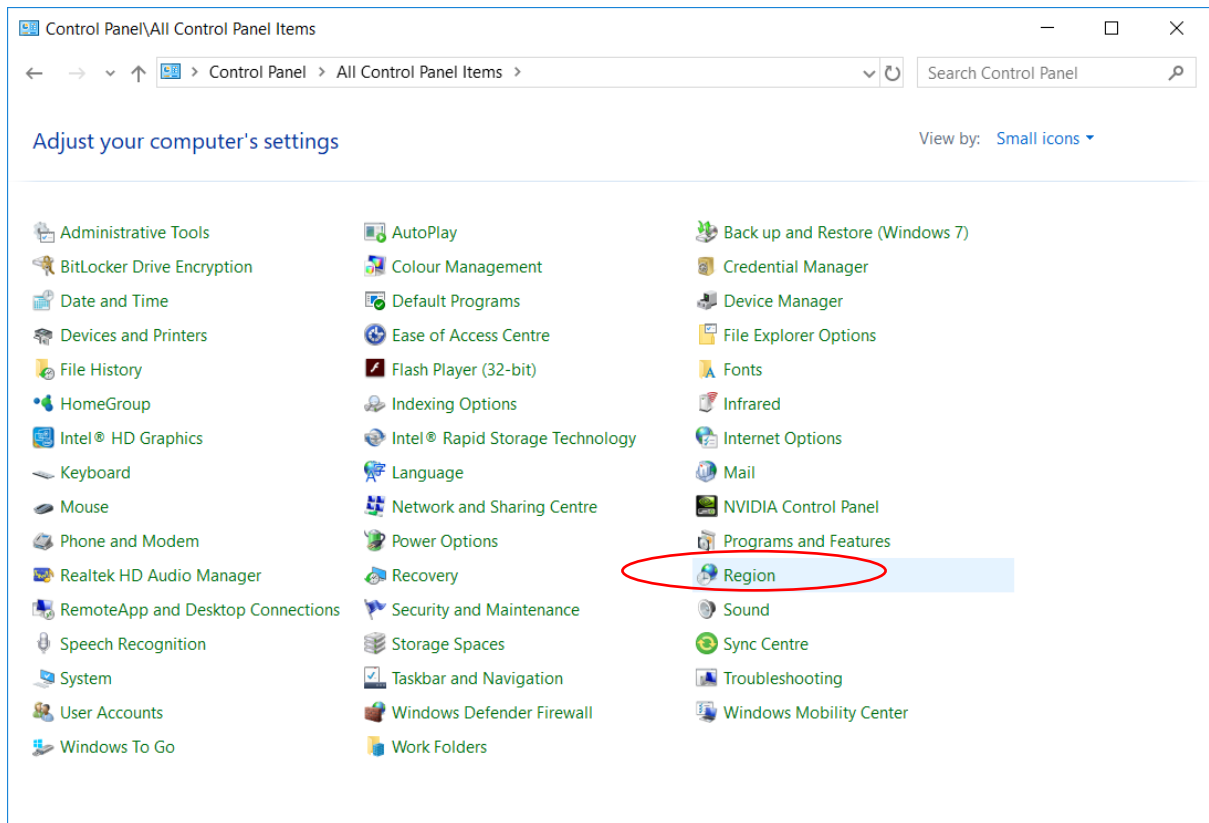 Control Panel\All Control Panel Items
Control Panel > All Control Panel Items >
Search Control Panel
Adjust your computer's settings
View by: Small icons
Administrative Tools
AutoPlay
Back up and Restore (Windows 7)
BitLocker Drive Encryption
Colour Management
Credential Manager
Date and Time
Default Programs
Device Manager
Devices and Printers
Ease of Access Centre
File Explorer Options
File History
Flash Player (32-bit)
Fonts
HomeGroup
Indexing Options
Infrared
Intel® HD Graphics
Intel® Rapid Storage Technology
Internet Options
Keyboard
Language
Mail
Mouse
Network and Sharing Centre
NVIDIA Control Panel
Phone and Modem
Power Options
Programs and Features
Realtek HD Audio Manager
Recovery
Region
RemoteApp and Desktop Connections
Security and Maintenance
Sound
Speech Recognition
Storage Spaces
Sync Centre
System
Taskbar and Navigation
Troubleshooting
User Accounts
Windows Defender Firewall
Windows Mobility Center
Windows To Go
Work Folders